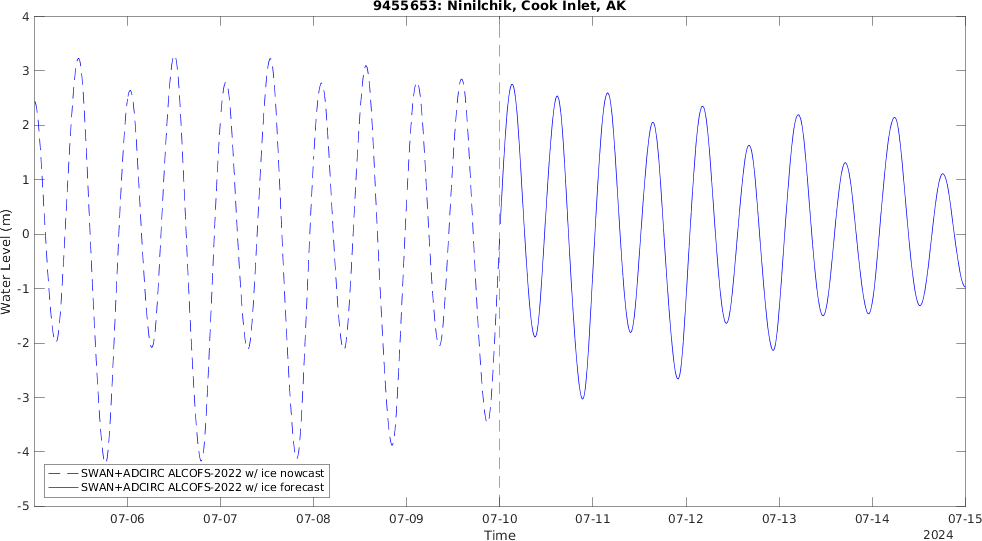 9455653: Ninilchik, Cook Inlet, AK
4
3
2
1
0
-1
-2
-3
-4
-5
Water Level (m)
SWAN+ADCIRC ALCOFS-2022 w/ ice nowcast
SWAN+ADCIRC ALCOFS-2022 w/ ice forecast
07-06 07-07 07-08 07-09 07-10 07-11 07-12 07-13 07-14 07-15
Time
2024